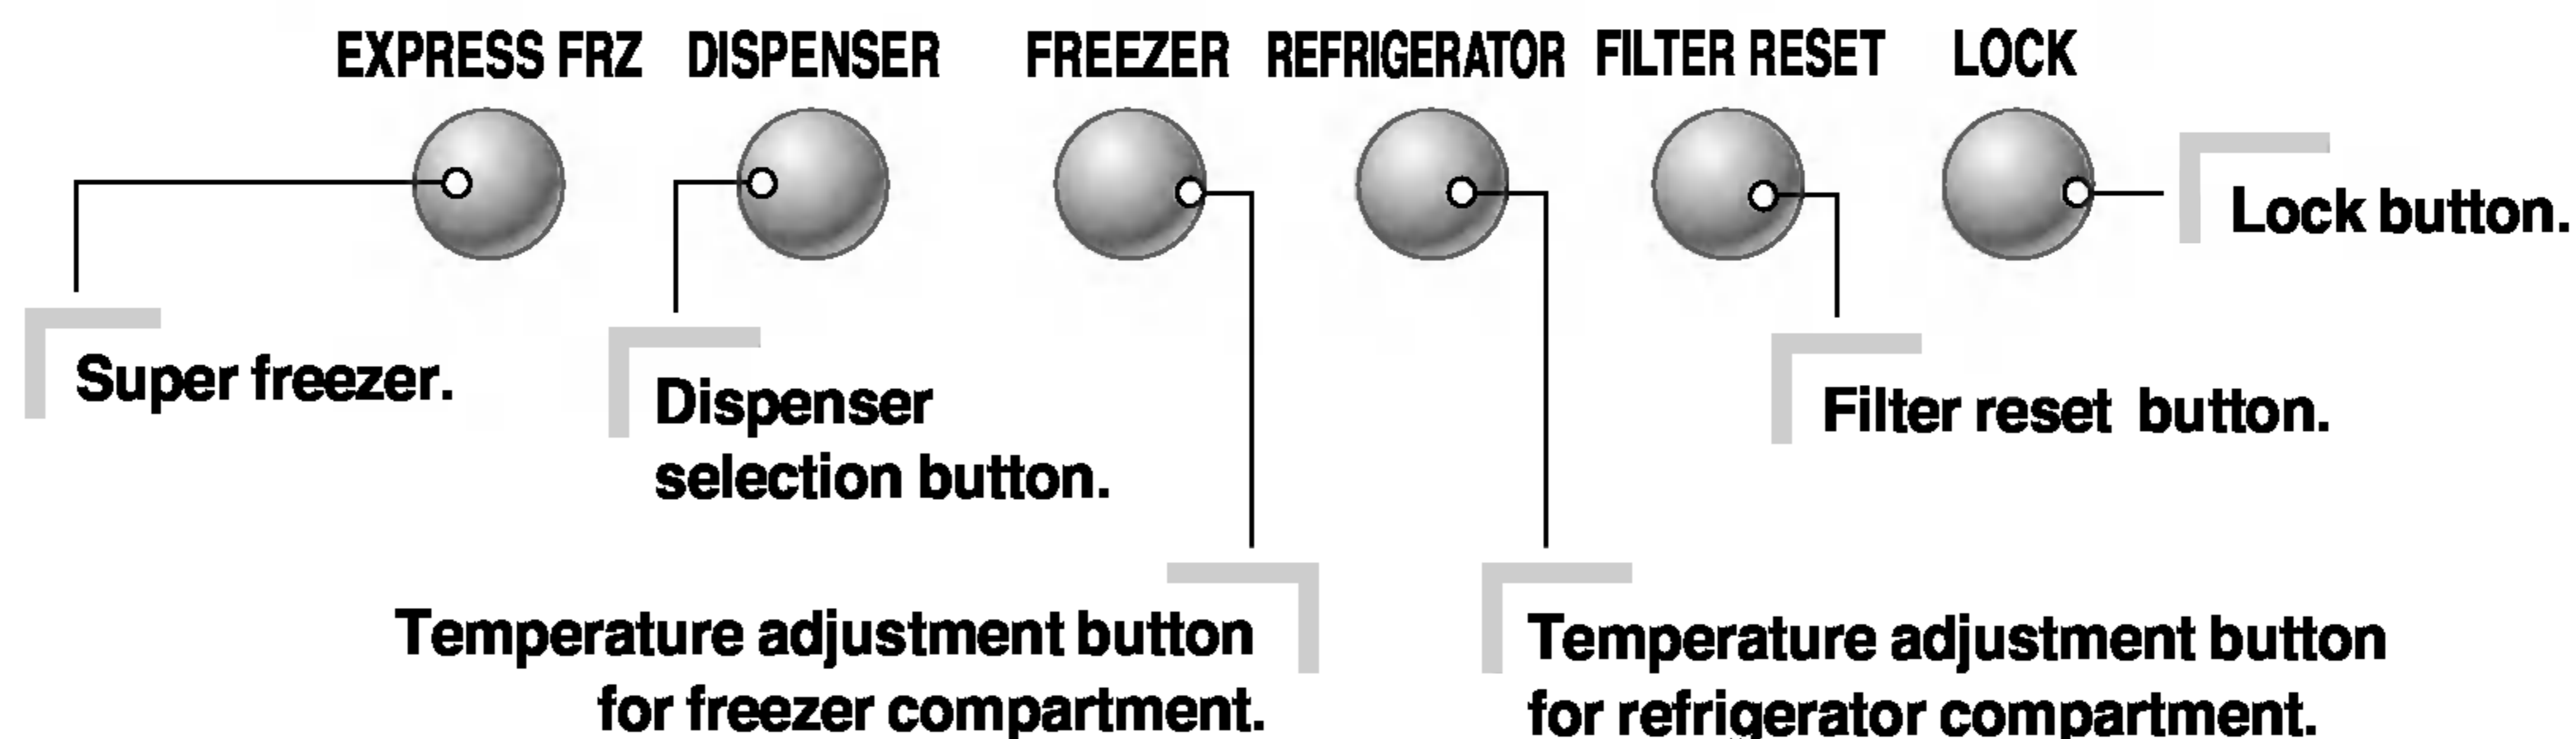 EXPRESS FRZ DISPENSER FREEZER REFRIGERATOR FILTER RESET LOCK
Lock button.
Super freezer.
Dispenser
selection button.
Filter reset button.
Temperature adjustment button
for freezer compartment.
Temperature adjustment button
for refrigerator compartment.